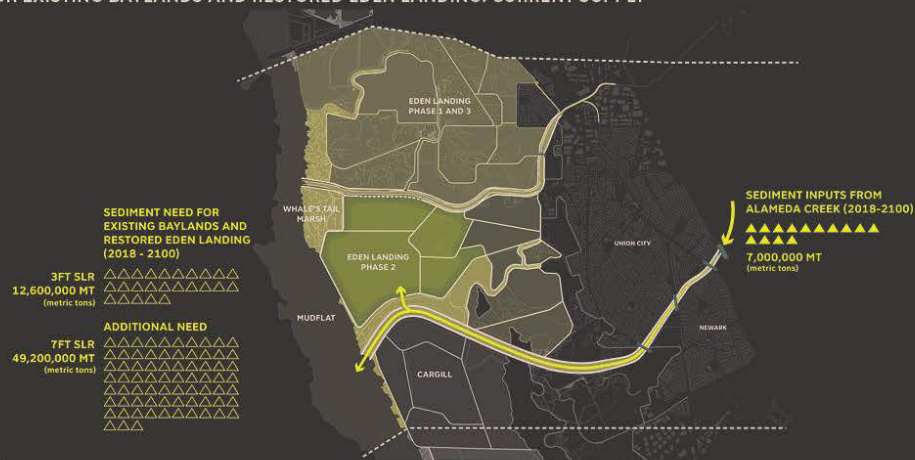 EDEN LANDING
PHASE 1 AND 3
SEDIMENT INPUTS FROM
ALAMEDA CREEK (2018-2100)
7,000,000 MT
(metric tons)
SEDIMENT NEED FOR
EXISTING BAYLANDS AND
RESTORED EDEN LANDING
(2018 - 2100)
3FT SLR
12,600,000 MT
(metric tons)
ADDITIONAL NEED
7FT SLR
49,200,000 MT
(metric tons)
WHALE'S TAIL
MARSH
EDEN LANDING
PHASE 2
UNION CITY
MUDFLAT
NEWARK
CARGILL